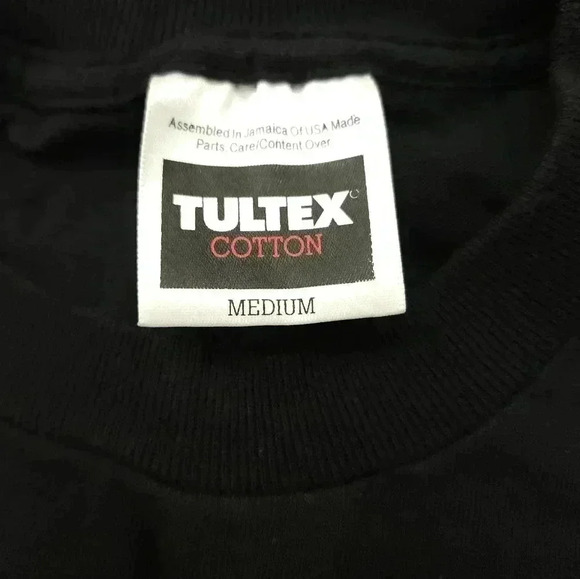 Assembled In Jamaica Of USA Made
Parts. Care/Content Over
TULTEX
COTTON
MEDIUM